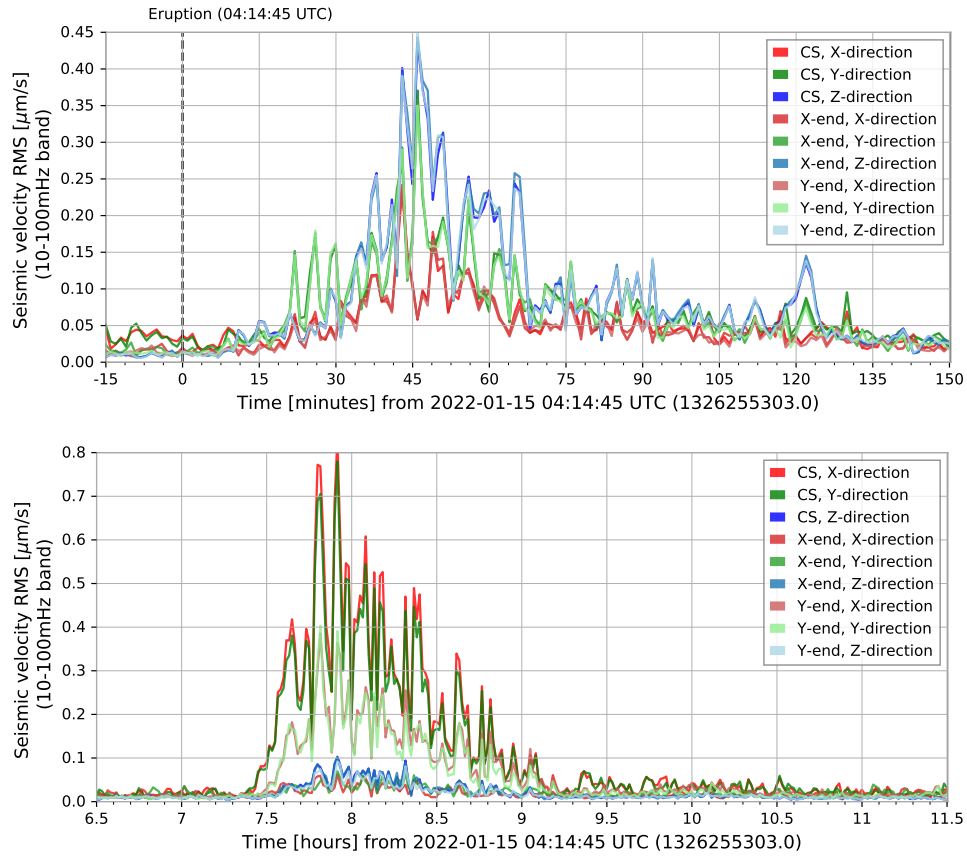 Eruption (04:14:45 UTC)
Seismic velocity RMS [μm/s]
(10-100mHz band)
0.45
0.40
0.35
0.30
0.25
0.20
0.15
0.10
0.05
0.00
CS, X-direction
CS, Y-direction
CS, Z-direction
X-end, X-direction
X-end, Y-direction
X-end, Z-direction
Y-end, X-direction
Y-end, Y-direction
Y-end, Z-direction
-15 0 15 30 45 60 75 90 105 120 135 150
Time [minutes] from 2022-01-15 04:14:45 UTC (1326255303.0)
Seismic velocity RMS [μm/s]
(10-100mHz band)
0.8
0.7
0.6
0.5
0.4
0.3
0.2
0.1
0.0
CS, X-direction
CS, Y-direction
CS, Z-direction
X-end, X-direction
X-end, Y-direction
X-end, Z-direction
Y-end, X-direction
Y-end, Y-direction
Y-end, Z-direction
6.5 7 7.5 8 8.5 9 9.5 10 10.5 11 11.5
Time [hours] from 2022-01-15 04:14:45 UTC (1326255303.0)